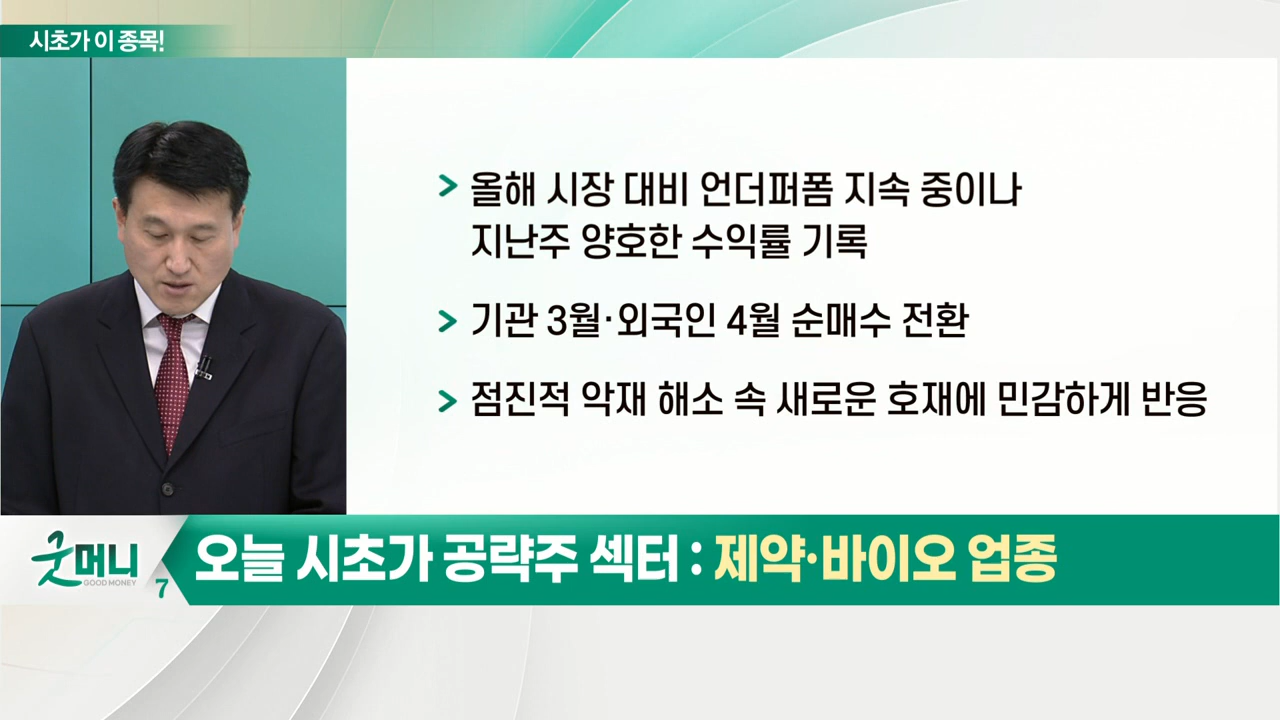 시초가 이 종목!
> 올해 시장 대비 언더퍼폼 지속 중이나
지난주 양호한 수익률 기록
> 기관 3월·외국인 4월 순매수 전환
> 점진적 악재 해소 속 새로운 호재에 민감하게 반응
굿머니
GOOD MONEY
7
오늘 시초가 공략주 섹터 : 제약·바이오 업종